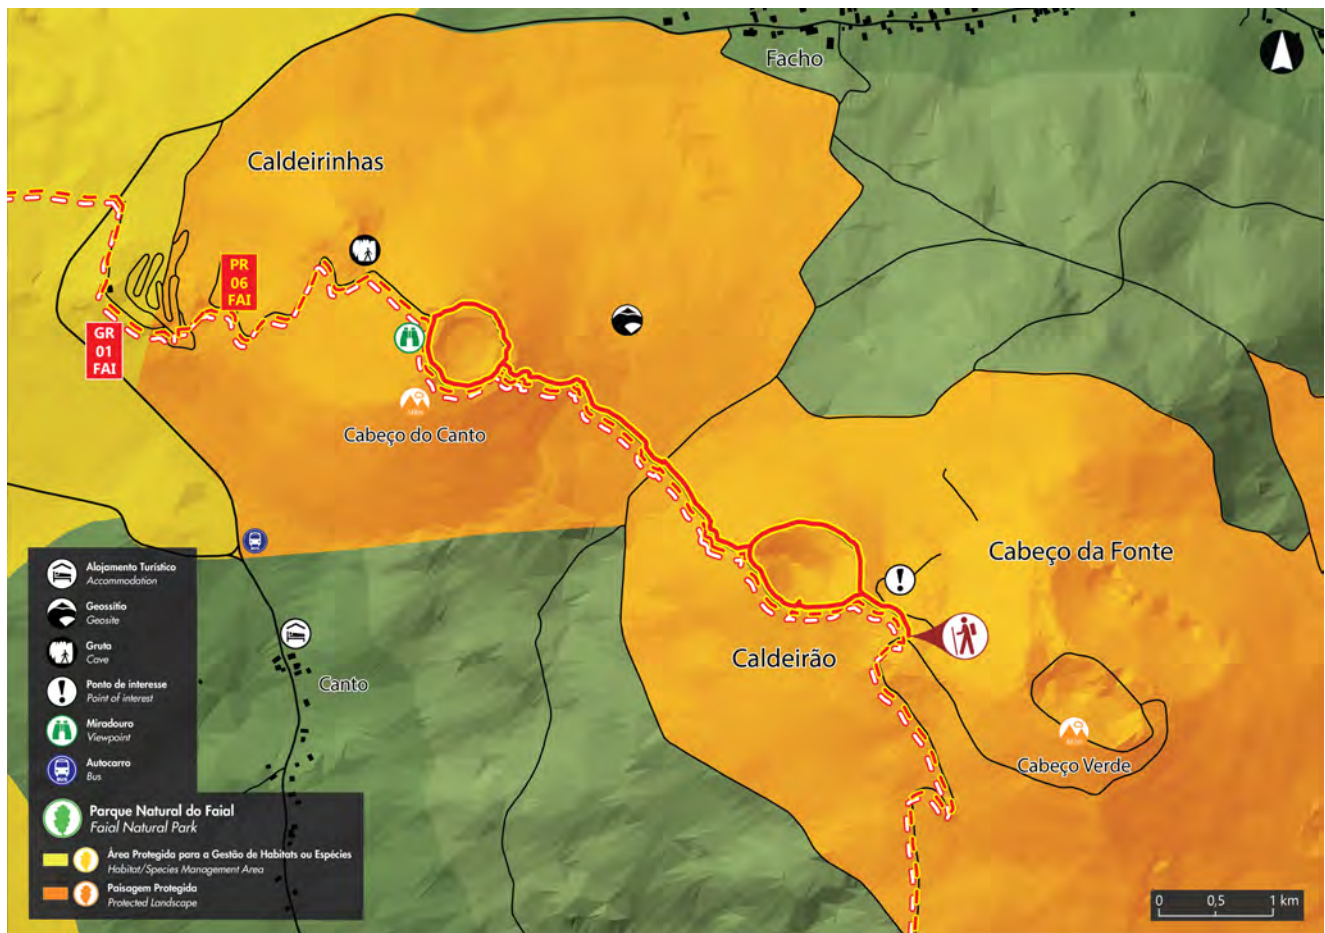 Facho
Caldeirinhas
PR
06
FAI
GR
01
FAI
Cabeço do Canto
Cabeço da Fonte
Caldeirão
Canto
Cabeço Verde
BUS
Alojamento Turístico
Accommodation
Geossítio
Geosite
Gruta
Cave
Ponto de interesse
Point of interest
Miradouro
Viewpoint
Autocarro
Bus
BUS
Parque Natural do Faial
Faial Natural Park
Área Protegida para a Gestão de Habitats ou Espécies
Habitat/Species Management Area
Paisagem Protegida
Protected Landscape
0 0,5 1 km